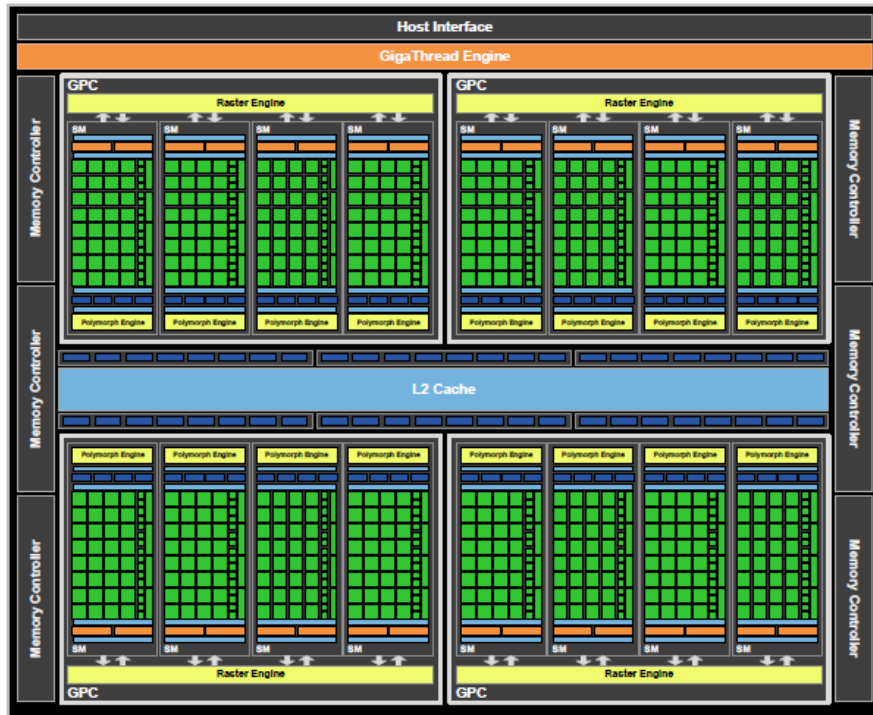 Host Interface
GigaThread Engine
GPC
GPC
Raster Engine
Raster Engine
SM SM SM SM
SM SM SM SM
Memory Controller
Memory Controller
Polymorph Engine Polymorph Engine Polymorph Engine Polymorph Engine
Polymorph Engine Polymorph Engine Polymorph Engine Polymorph Engine
Memory Controller
L2 Cache
Memory Controller
Polymorph Engine Polymorph Engine Polymorph Engine Polymorph Engine
Polymorph Engine Polymorph Engine Polymorph Engine Polymorph Engine
Memory Controller
Memory Controller
SM SM SM SM
SM SM SM SM
Raster Engine
Raster Engine
GPC
GPC